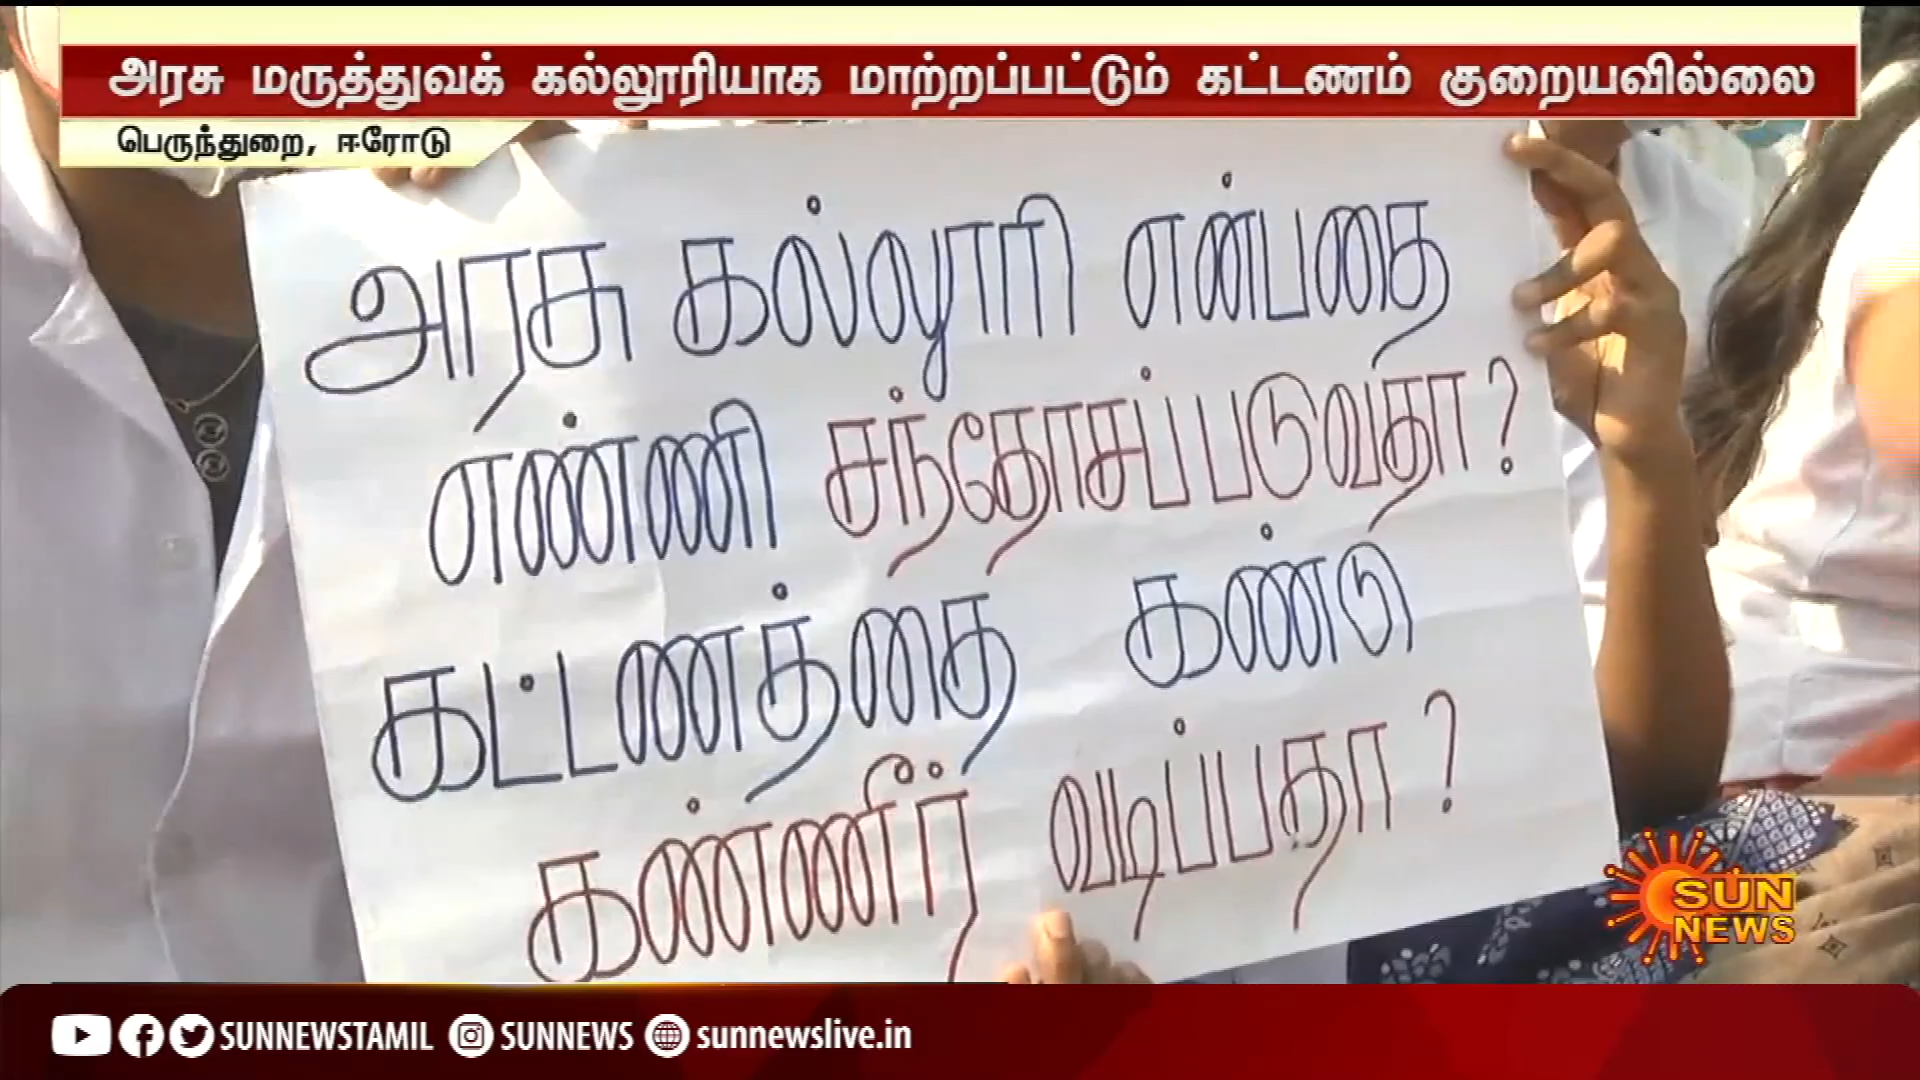 அரசு மருத்துவக் கல்லூரியாக மாற்றப்பட்டும் கட்டணம் குறையவில்லை
பெருந்துறை, ஈரோடு
அரசு கல்லூரி என்பதை
எண்ணி சந்தோசப்படுவதா?
கட்டணத்தை கண்டு
கண்ணீர் வடிப்பதா?
SUN
NEWS
SUNNEWSTAMIL SUNNEWS sunnewslive.in